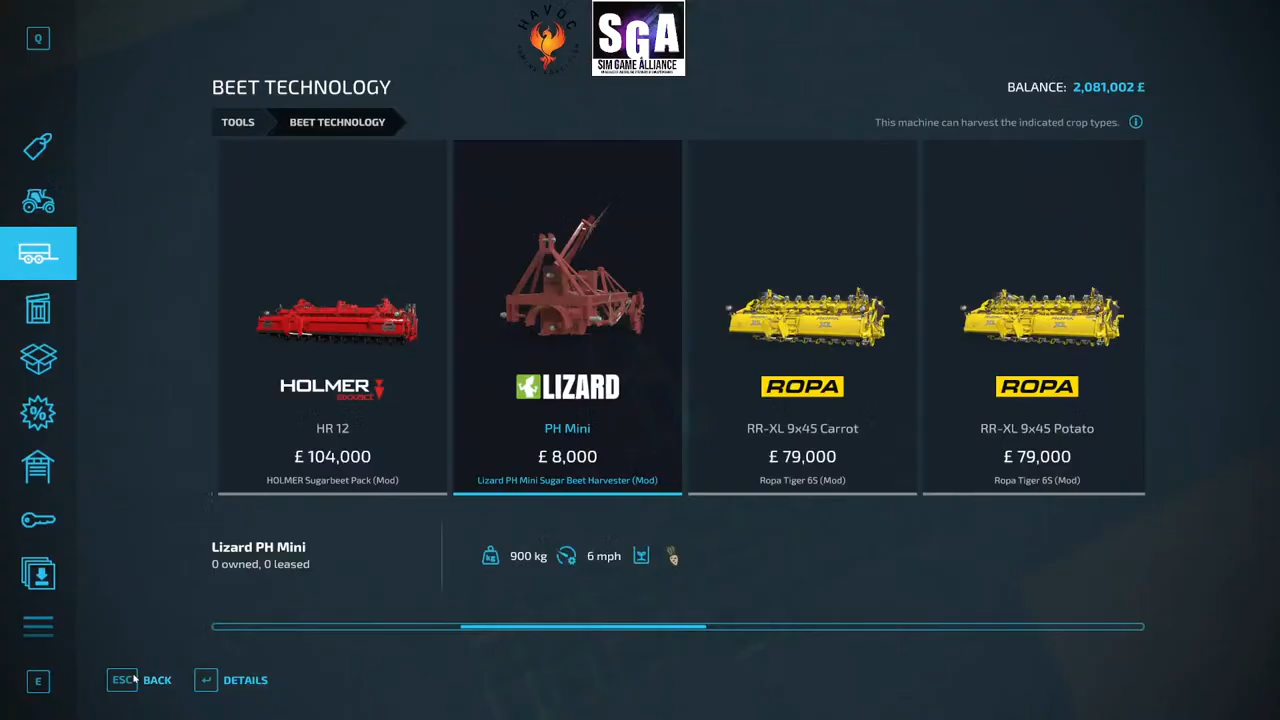 Q
HAVOC
SGA
SIM GAME ALLIANCE
BEET TECHNOLOGY
BALANCE: 2,081,002 £
TOOLS
BEET TECHNOLOGY
This machine can harvest the indicated crop types.
HOLMER
LIZARD
ROPA
ROPA
HR 12
PH Mini
RR-XL 9x45 Carrot
RR-XL 9x45 Potato
£ 104,000
£ 8,000
£ 79,000
£ 79,000
HOLMER Sugarbeet Pack (Mod)
Lizard PH Mini Sugar Beet Harvester (Mod)
Ropa Tiger 6S (Mod)
Ropa Tiger 6S (Mod)
Lizard PH Mini
0 owned, 0 leased
900 kg
6 mph
E
ESC BACK
DETAILS